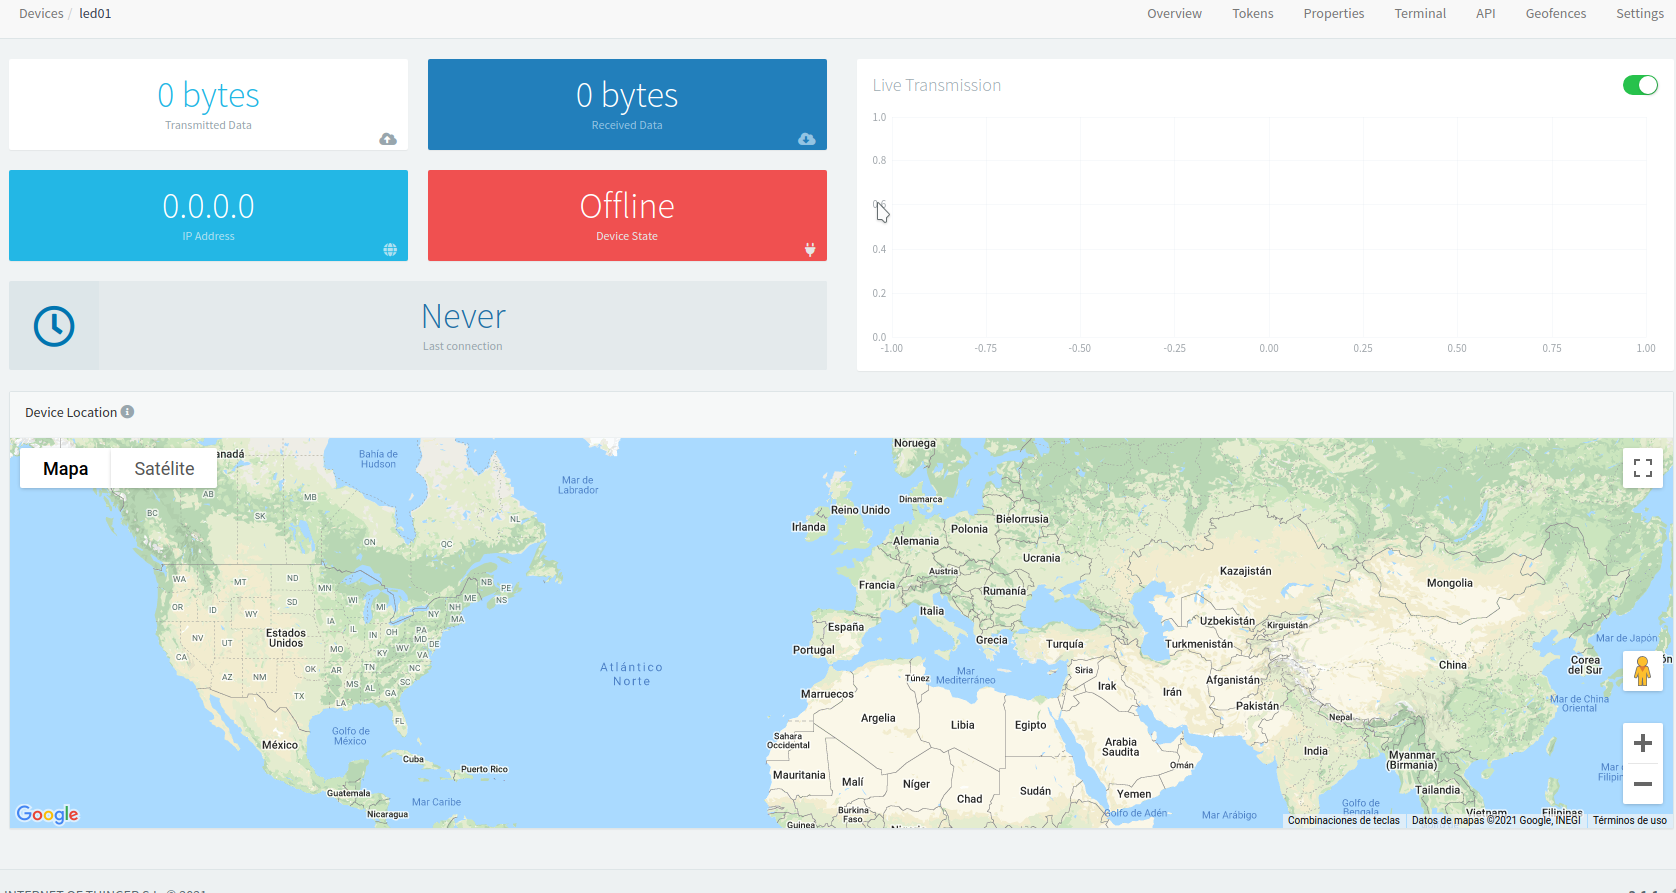 Devices / led01
Overview Tokens Properties Terminal API Geofences Settings
0 bytes
Transmitted Data
0 bytes
Received Data
0.0.0.0
IP Address
Offline
Device State
Never
Last connection
Live Transmission
1.0
0.8
0.4
0.2
0.0
-1.00 -0.75 -0.50 -0.25 0.00 0.25 0.50 0.75 1.00
Device Location
Mapa Satélite
anadá
Bahía de
Hudson
Mar de
Labrador
Noruega
AB
BC
SK
MB
ON
QC
NL
Dinamarca
Reino Unido
Irlanda
Bielorrusia
Polonia
Alemania
Ucrania
Austria
Francia
Rumanía
Kazajistán
Mongolia
WA
MT
ND
MN
OR
ID
SD
WI
MI
WY
NB
PE
ME
NS
NH
NY
MA
IA
NV
UT
Estados
Unidos
IL
IN
OH
PA
MD
DE
CA
MO
KY
WV
VA
AZ
NM
OK
AR
TN
NC
MS
AL
SC
GA
TX
LA
FL
Atlántico
Norte
Italia
España
Portugal
Grecia
Turquía
Uzbekistán
Kirguistán
Turkmenistán
Mar de Japón
Corea
del Sur
ón
China
Túnez
Mar
Mediterráneo
Siria
Irak
Irán
Afganistán
Pakistán
Nepal
Mar de China
Oriental
Marruecos
Argelia
Libia
Egipto
Sahara
Occidental
Arabia
Saudita
Omán
India
Myanmar
(Birmania)
Golfo de
México
México
Cuba
Puerto Rico
Guatemala
Mar Caribe
Nicaragua
Mauritania
Malí
Níger
Chad
Sudán
Yemen
Burkina
Faso
Guinea
Golfo de Adén
Mar Arábigo
Golfo de
Bengala
Tailandia
Vietnam
Mar
Filipin
Filipinas
Google
Combinaciones de teclas Datos de mapas ©2021 Google, INEGI Términos de uso